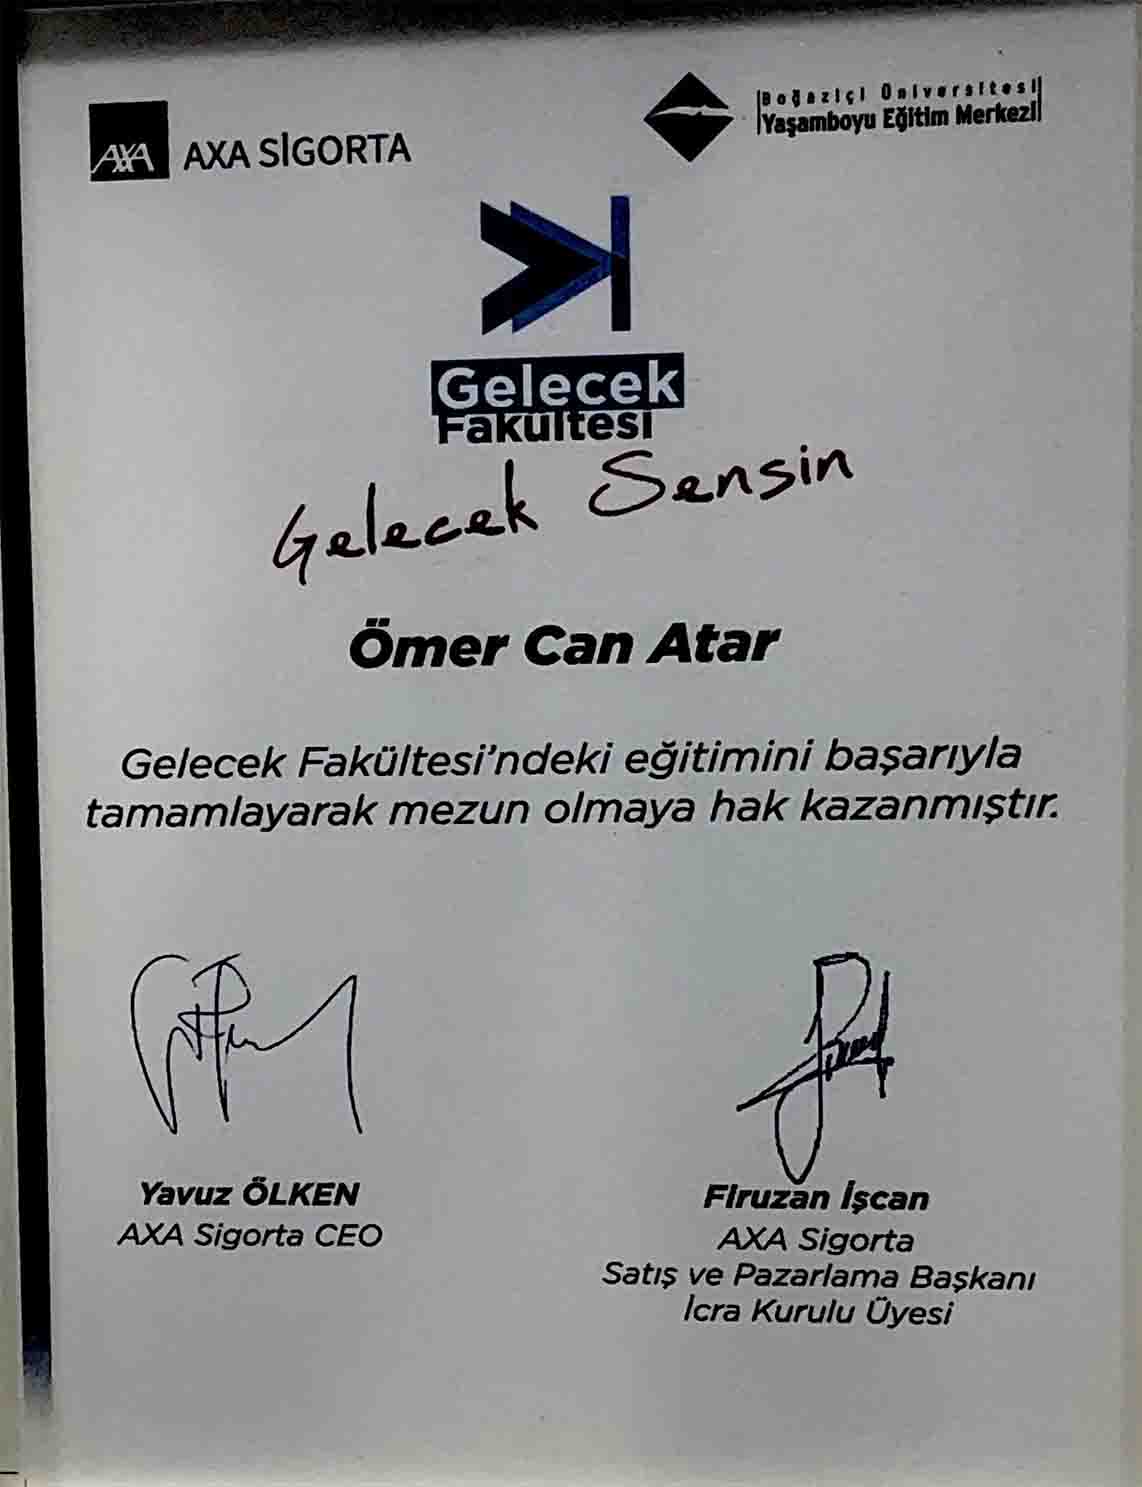 AXA
AXA SİGORTA
Boğaziçi Üniversitesi
Yaşamboyu Eğitim Merkezi
Gelecek
Fakültesi
Gelecek Sensin
Ömer Can Atar
Gelecek Fakültesi'ndeki eğitimini başarıyla
tamamlayarak mezun olmaya hak kazanmıştır.
Yavuz ÖLKEN
AXA Sigorta CEO
Firuzan İşcan
AXA Sigorta
Satış ve Pazarlama Başkanı
İcra Kurulu Üyesi